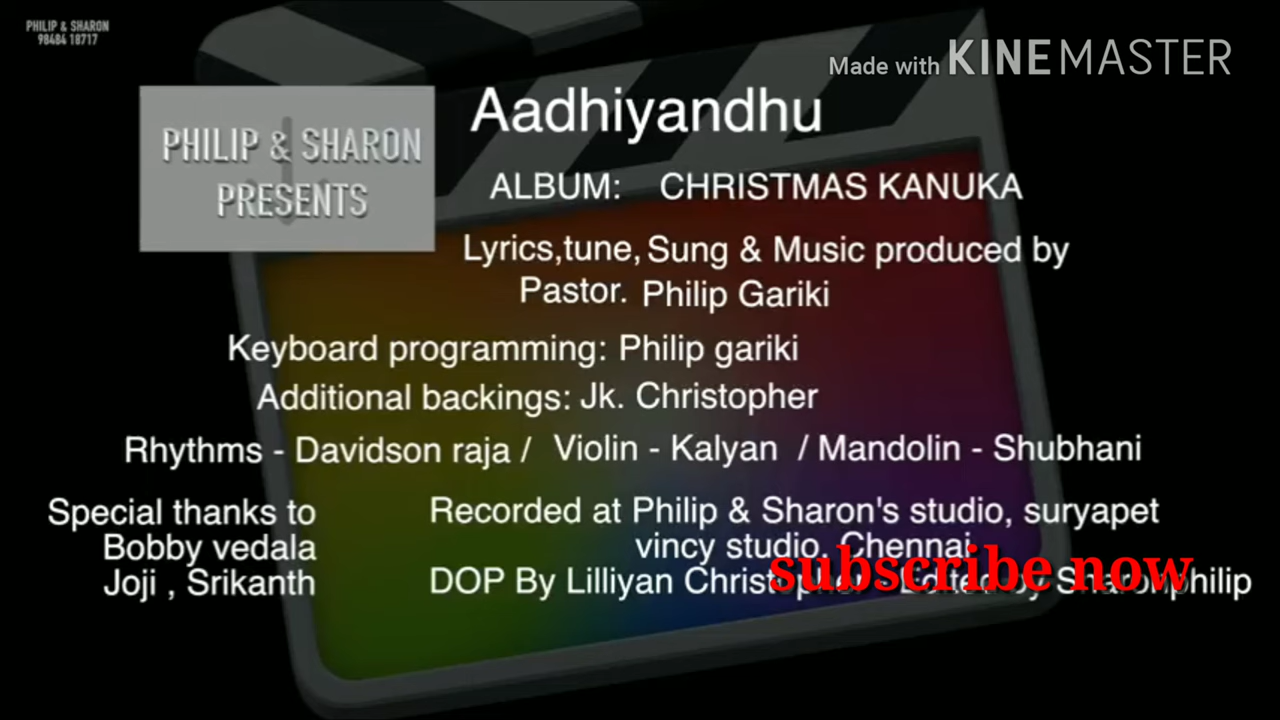 PHILIP & SHARON
98484 18717
Made with KINEMASTER
PHILIP & SHARON
PRESENTS
Aadhiyandhu
ALBUM: CHRISTMAS KANUKA
Lyrics,tune, Sung & Music produced by
Pastor. Philip Gariki
Keyboard programming: Philip gariki
Additional backings: Jk. Christopher
Rhythms - Davidson raja / Violin - Kalyan / Mandolin - Shubhani
Special thanks to
Bobby vedala
Joji , Srikanth
Recorded at Philip & Sharon's studio, suryapet
vincy studio, Chennai
DOP By Lilliyan Christopher Edited by Sharonphilip
subscribe now